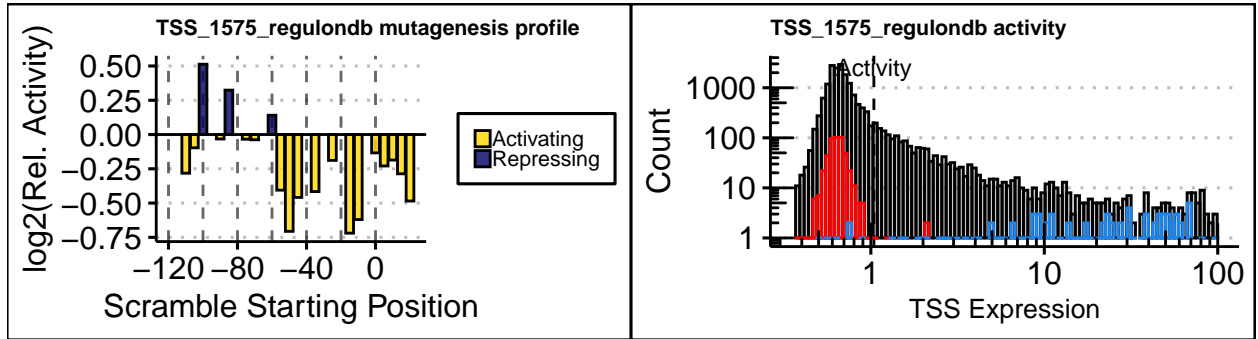 TSS_1575_regulondb mutagenesis profile
log2(Rel. Activity)
0.50
0.25
0.00
−0.25
−0.50
−0.75
−120 −80 −40 0
Scramble Starting Position
Activating
Repressing
TSS_1575_regulondb activity
Activity
Count
1000
100
10
1
1 10 100
TSS Expression